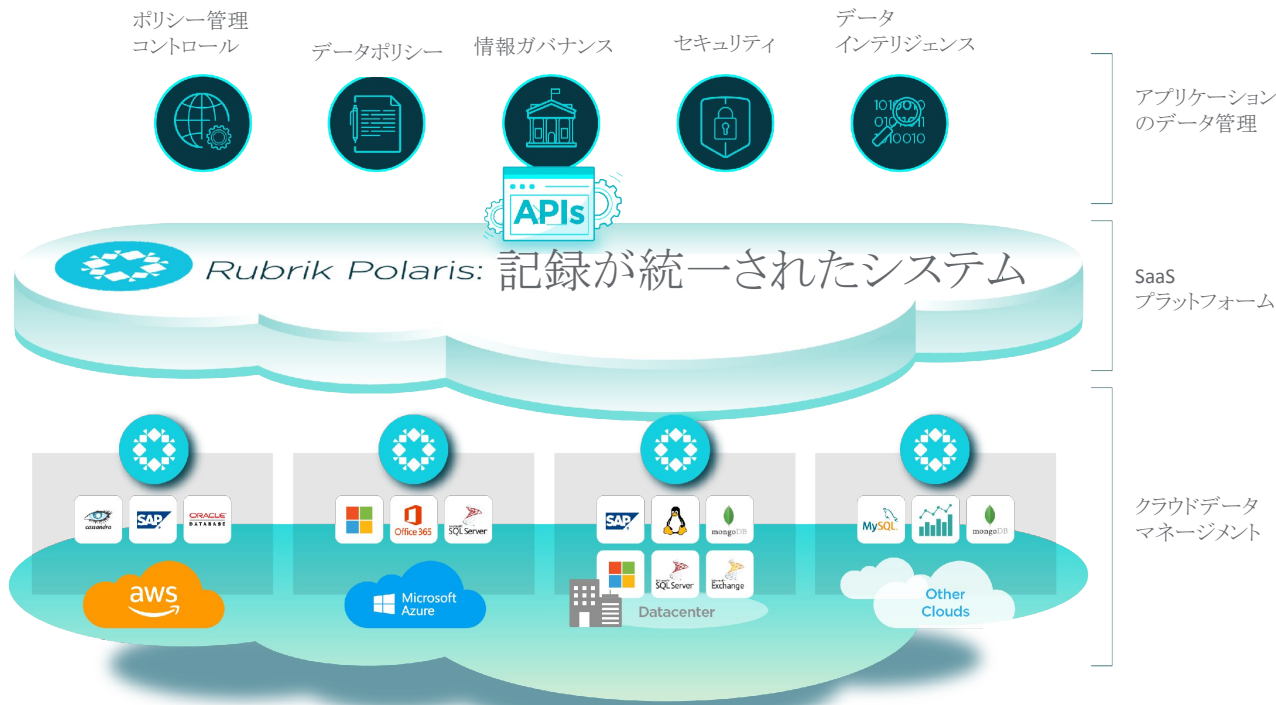 ポリシー管理
コントロール
データポリシー
情報ガバナンス
セキュリティ
データ
インテリジェンス
アプリケーション
のデータ管理
APIs
Rubrik Polaris: 記録が統一されたシステム
SaaS
プラットフォーム
cassandra
SAP
ORACLE
DATABASE
Office 365
SQL Server
SAP
mongoDB
MySQL
mongoDB
SQL Server
Exchange
クラウドデータ
マネージメント
aws
Microsoft
Azure
Datacenter
Other
Clouds